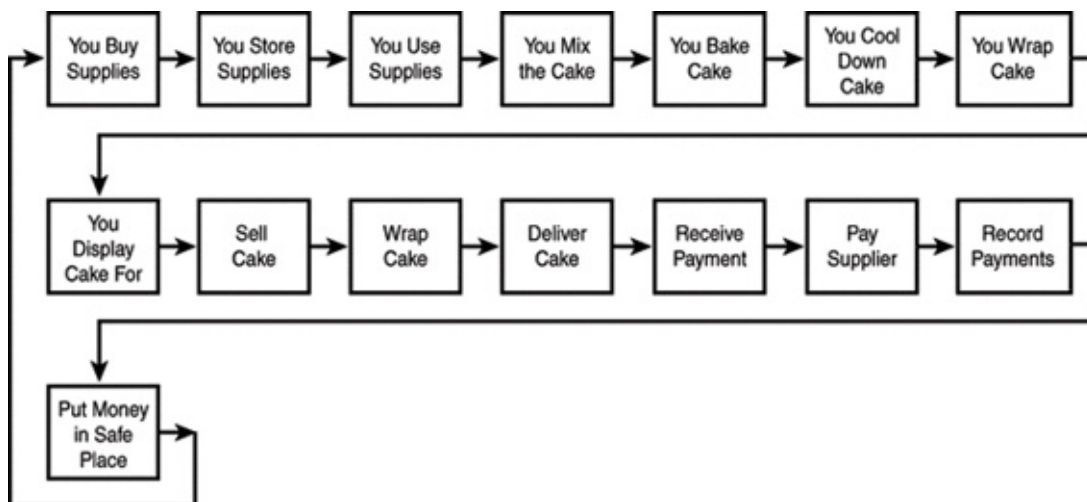 You Buy
Supplies
You Store
Supplies
You Use
Supplies
You Mix
the Cake
You Bake
Cake
You Cool
Down
Cake
You Wrap
Cake
You
Display
Cake For
Sell
Cake
Wrap
Cake
Deliver
Cake
Receive
Payment
Pay
Supplier
Record
Payments
Put Money
in Safe
Place